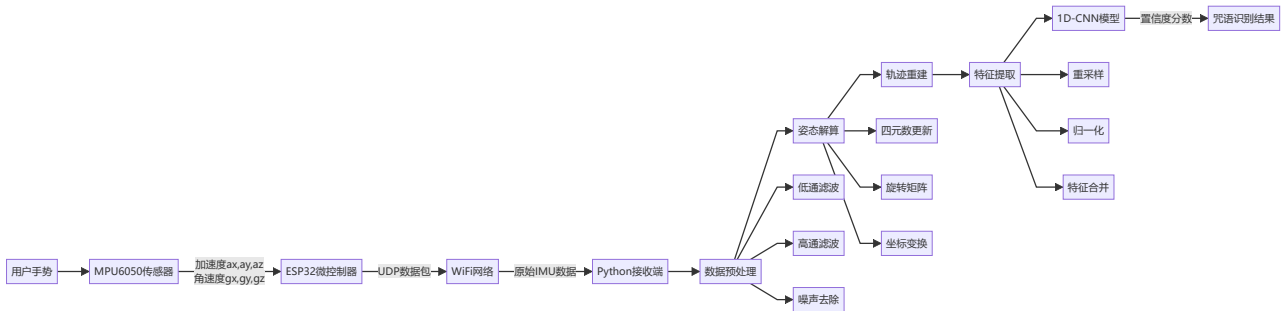 用户手势
MPU6050传感器
加速度ax,ay,az
角速度gx,gy,gz
ESP32微控制器
UDP数据包
WiFi网络
原始IMU数据
Python接收端
数据预处理
姿态解算
低通滤波
高通滤波
噪声去除
轨迹重建
四元数更新
旋转矩阵
坐标变换
特征提取
1D-CNN模型
置信度分数
咒语识别结果
重采样
归一化
特征合并